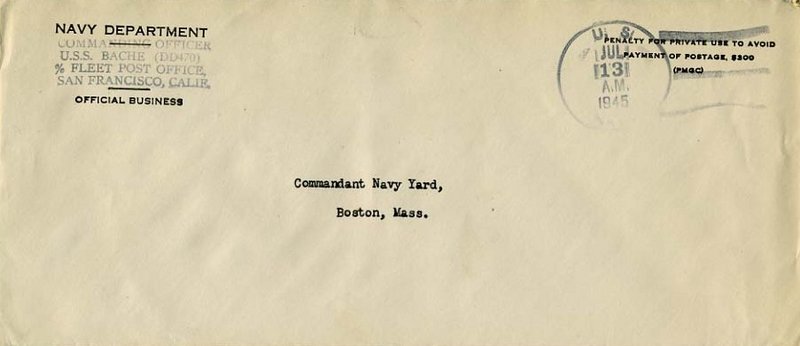 NAVY DEPARTMENT
COMMANDING OFFICER
U.S.S. BACHE (DD470)
% FLEET POST OFFICE,
SAN FRANCISCO, CALIF.
OFFICIAL BUSINESS
U. S.
JUL
13
A.M.
1945
PENALTY FOR PRIVATE USE TO AVOID
PAYMENT OF POSTAGE, $300
(PMGC)
Commandant Navy Yard,
Boston, Mass.